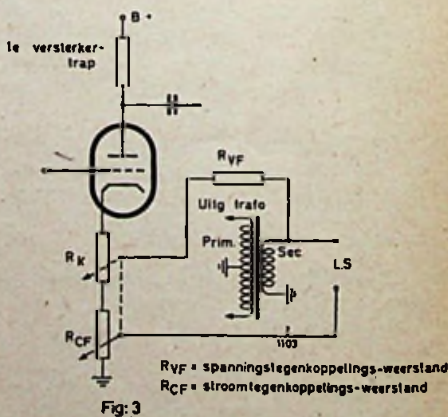 B+
1e versterker-
trap
RVF
Uitg trafo
Prim.
Sec
RK
L.S
RCF
1103
RVF = spanningstegenkoppelings-weerstand
RCF = stroomtegenkoppelings-weerstand
Fig: 3